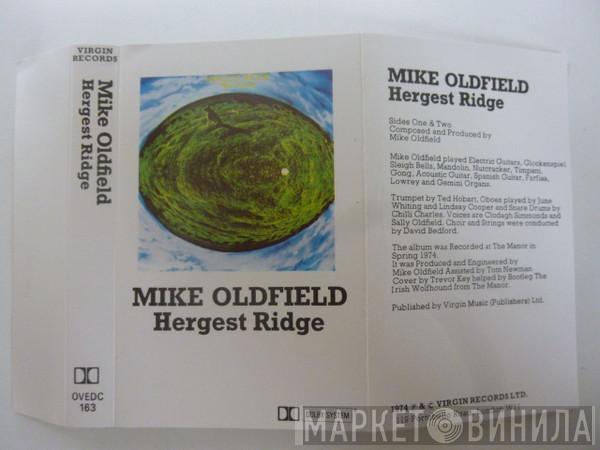 VIRGIN
RECORDS
Mike Oldfield
Hergest Ridge
OVEDC
163
MIKE OLDFIELD
Hergest Ridge
DOLBY SYSTEM
MIKE OLDFIELD
Hergest Ridge
Sides One & Two
Composed and Produced by
Mike Oldfield
Mike Oldfield played Electric Guitars, Glockenspiel,
Sleigh Bells, Mandolin, Nutcracker, Timpani,
Gong, Acoustic Guitar, Spanish Guitar, Farfisa,
Lowrey and Gemini Organs.
Trumpet by Ted Hobart, Oboes played by June
Whiting and Lindsay Cooper and Snare Drums by
Chilli Charles. Voices are Clodagh Simmonds and
Sally Oldfield. Choir and Strings were conducted
by David Bedford.
The album was Recorded at The Manor in
Spring 1974.
It was Produced and Engineered by
Mike Oldfield Assisted by Tom Newman.
Cover by Trevor Key helped by Bootleg The
Irish Wolfhound from The Manor.
Published by Virgin Music (Publishers) Ltd.
1974 ℗ & © VIRGIN RECORDS LTD.
Portobello Road
МАРКЕТ ВИНИЛА